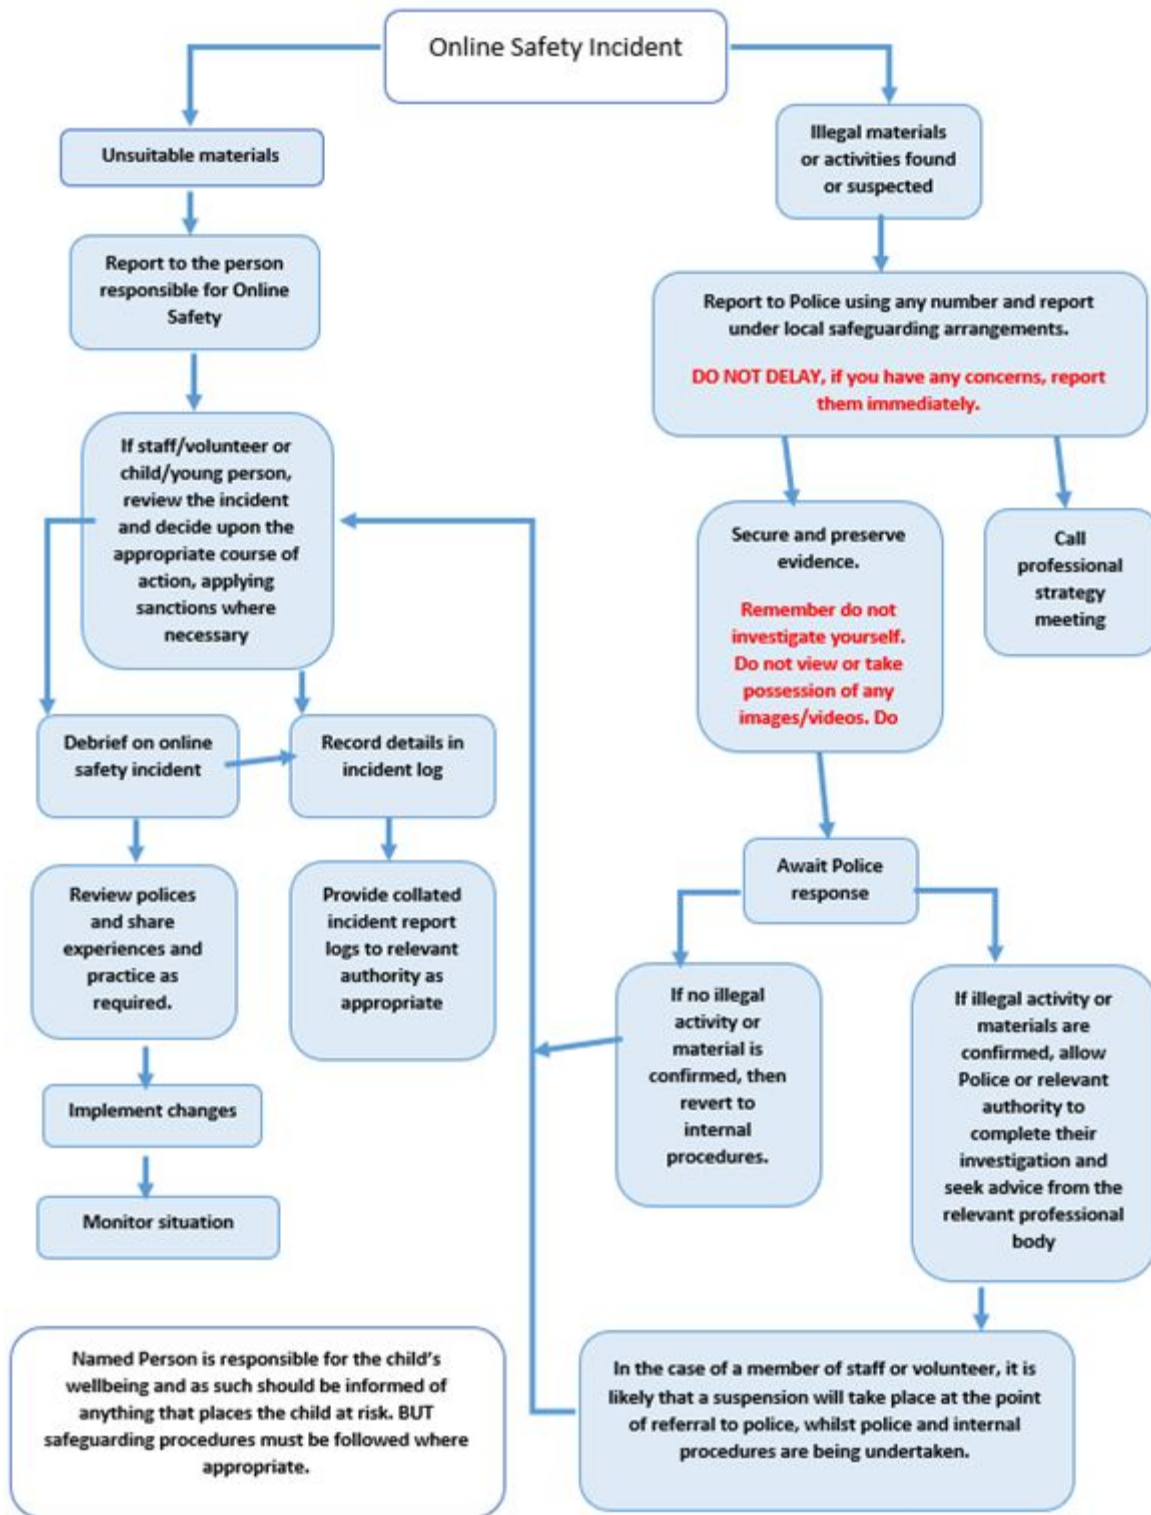 Online Safety Incident
Unsuitable materials
Report to the person
responsible for Online
Safety
If staff/volunteer or
child/young person,
review the incident
and decide upon the
appropriate course of
action, applying
sanctions where
necessary
Debrief on online
safety incident
Record details in
incident log
Review polices
and share
experiences and
practice as
required.
Provide collated
incident report
logs to relevant
authority as
appropriate
Implement changes
Monitor situation
Illegal materials
or activities found
or suspected
Report to Police using any number and report
under local safeguarding arrangements.
DO NOT DELAY, if you have any concerns, report
them immediately.
Secure and preserve
evidence.
Remember do not
investigate yourself.
Do not view or take
possession of any
images/videos. Do
Call
professional
strategy
meeting
Await Police
response
If no illegal
activity or
material is
confirmed, then
revert to
internal
procedures.
If illegal activity or
materials are
confirmed, allow
Police or relevant
authority to
complete their
investigation and
seek advice from the
relevant professional
body
In the case of a member of staff or volunteer, it is
likely that a suspension will take place at the point
of referral to police, whilst police and internal
procedures are being undertaken.
Named Person is responsible for the child's
wellbeing and as such should be informed of
anything that places the child at risk. BUT
safeguarding procedures must be followed where
appropriate.